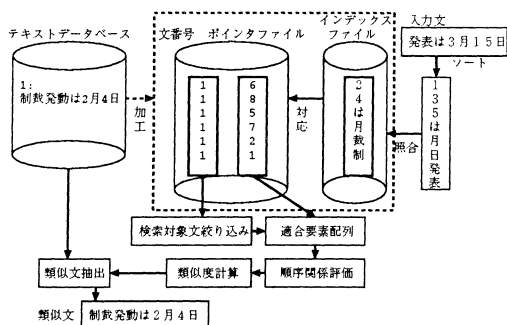 テキストデータベース
1:
制裁発動は2月4日
加工
文番号 ポインタファイル
1
1
1
1
1
1
6
8
5
7
2
1
対応
インデックス
ファイル
2
4
は
月
裁
制
照合
入力文
発表は3月15日
ソート
1
3
5
は
月
日
発
表
検索対象文絞り込み
適合要素配列
類似文抽出
類似度計算
順序関係評価
類似文
制裁発動は2月4日